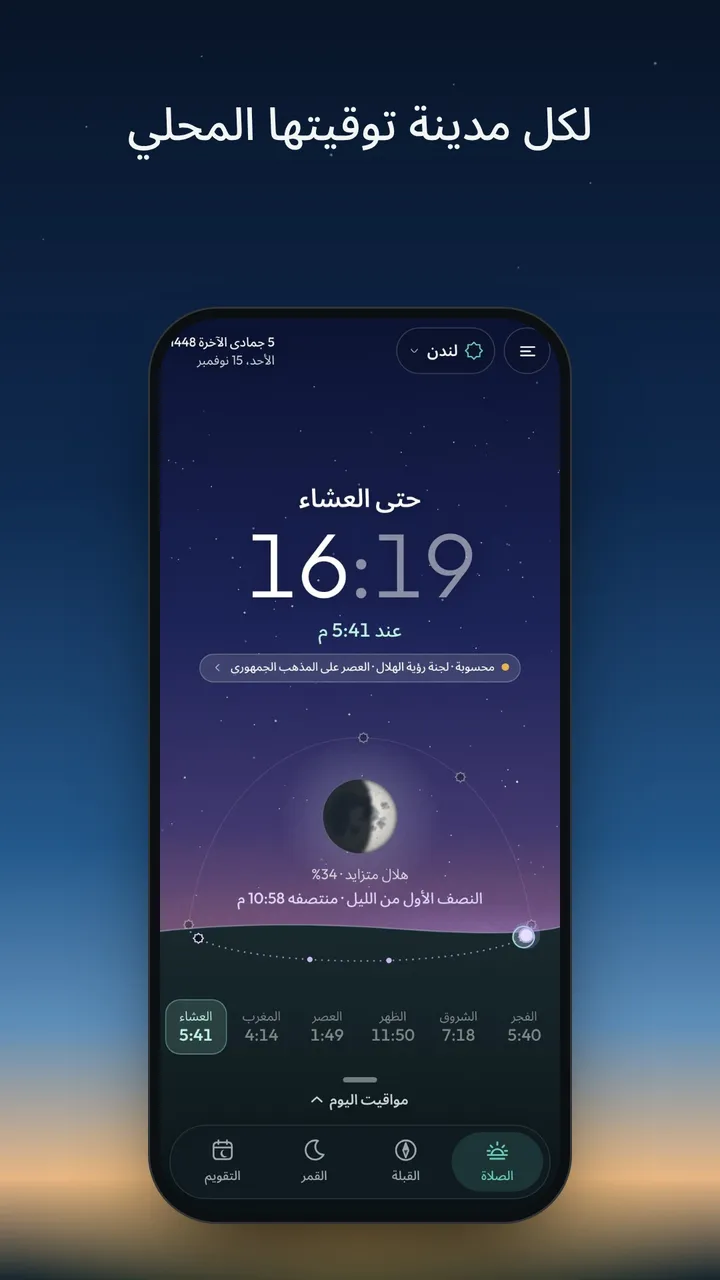 لكل مدينة توقيتها المحلي
لندن
5 جمادى الآخرة 1448
الأحد، 15 نوفمبر
حتى العشاء
16:19
عند 5:41 م
محسوبة · لجنة رؤية الهلال · العصر على المذهب الجمهوري
هلال متزايد · 34%
النصف الأول من الليل · منتصفه 10:58 م
الفجر الشروق الظهر العصر المغرب العشاء
5:40 7:18 11:50 1:49 4:14 5:41
مواقيت اليوم
الصلاة القبلة القمر التقويم